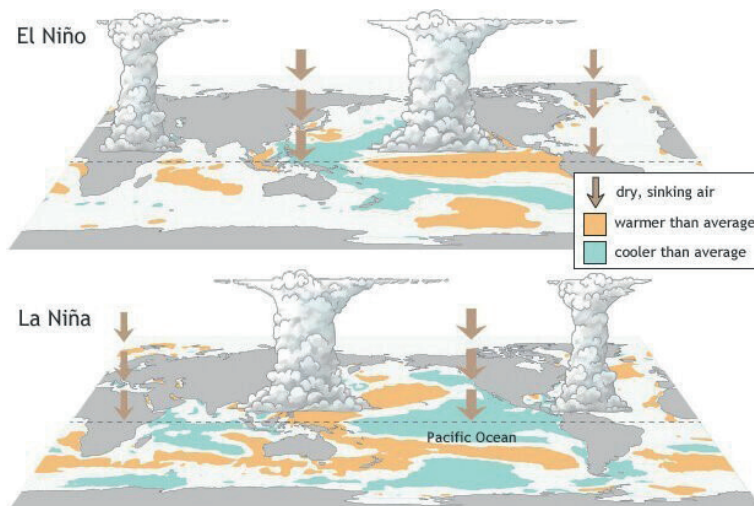 El Niño
dry, sinking air
warmer than average
cooler than average
La Niña
Pacific Ocean